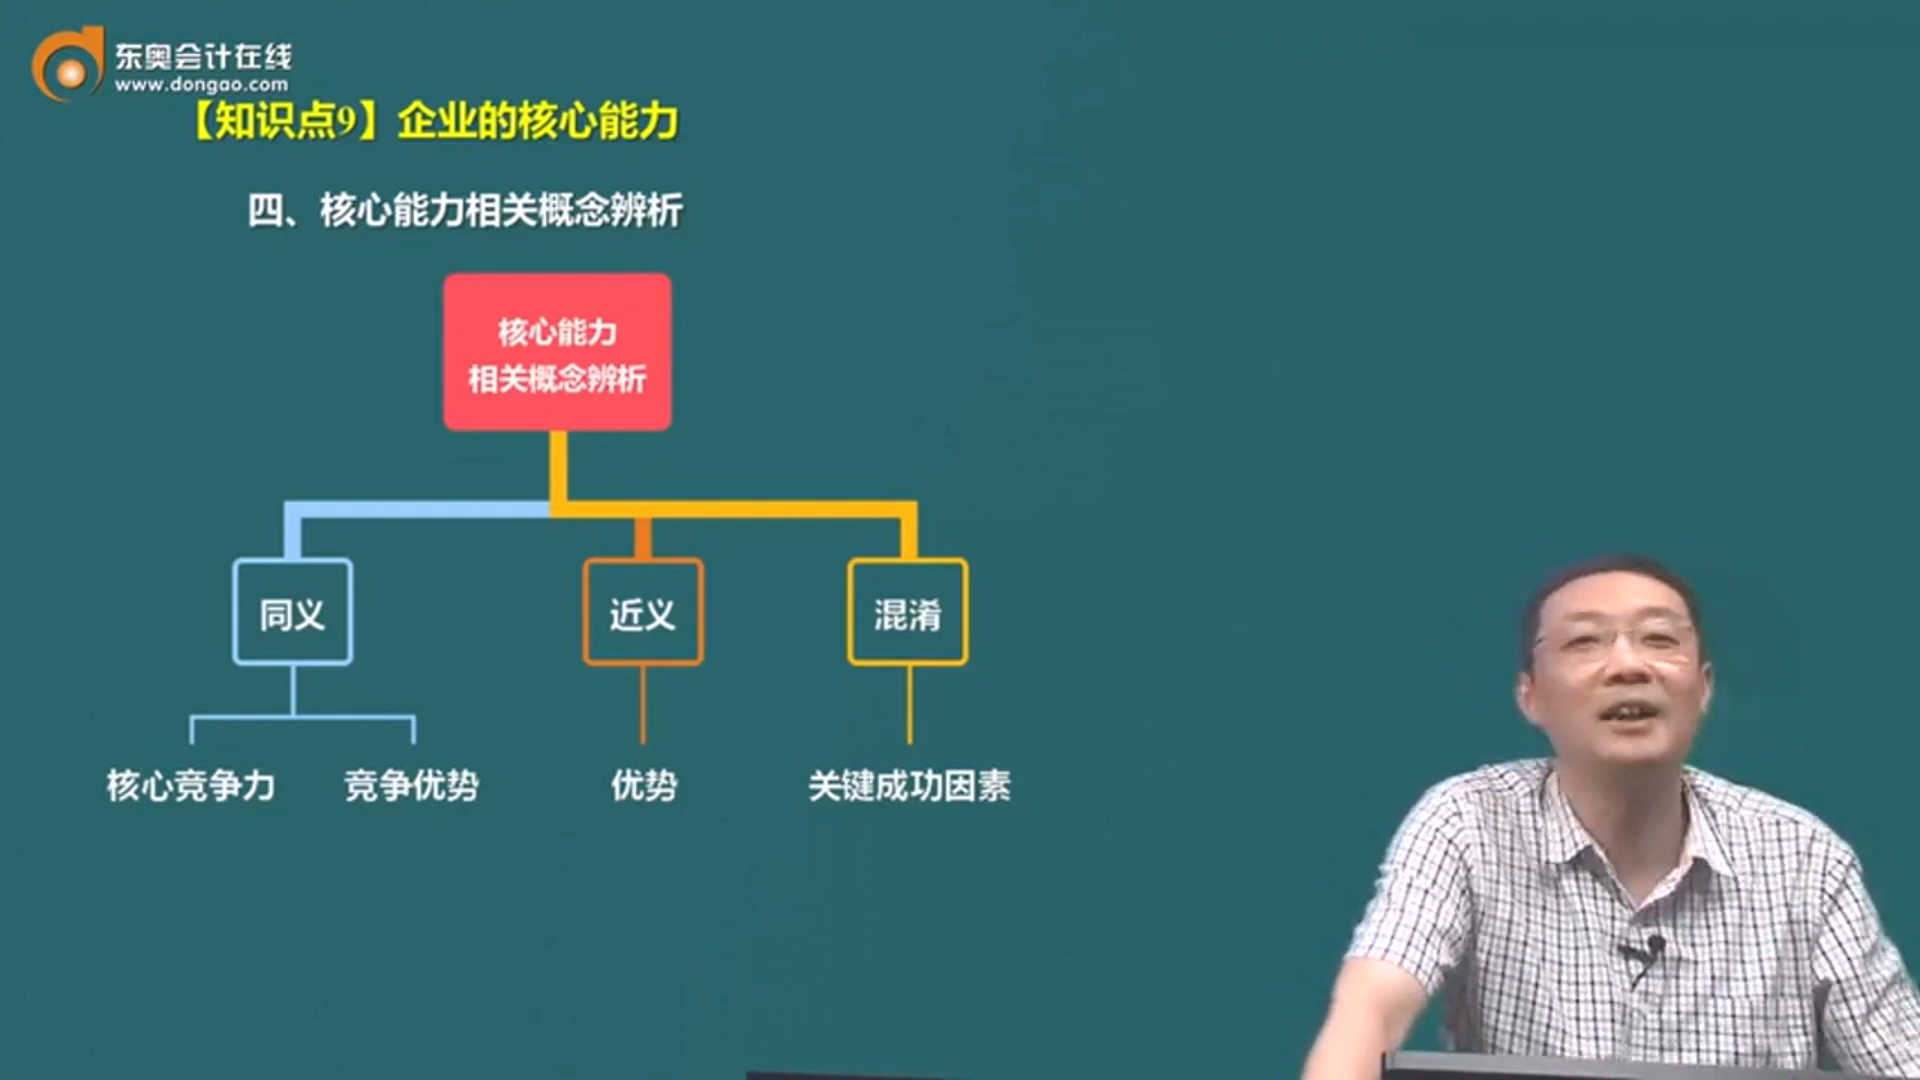 东奥会计在线
www.dongao.com
【知识点9】企业的核心能力
四、核心能力相关概念辨析
核心能力
相关概念辨析
同义
近义
混淆
核心竞争力
竞争优势
优势
关键成功因素